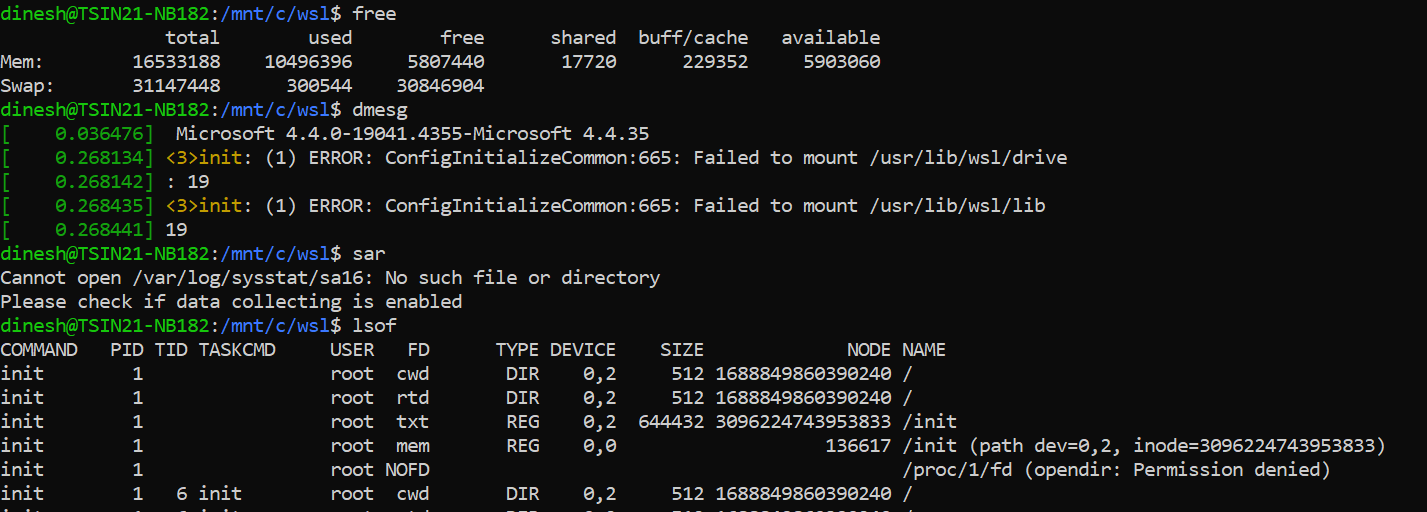 dinesh@TSIN21-NB182:/mnt/c/wsl$ free
total used free shared buff/cache available
Mem: 16533188 10496396 5807440 17720 229352 5903060
Swap: 31147448 300544 30846904
dinesh@TSIN21-NB182:/mnt/c/wsl$ dmesg
[    0.036476]  Microsoft 4.4.0-19041.4355-Microsoft 4.4.35
[    0.268134] <3>init: (1) ERROR: ConfigInitializeCommon:665: Failed to mount /usr/lib/wsl/drive
[    0.268142] : 19
[    0.268435] <3>init: (1) ERROR: ConfigInitializeCommon:665: Failed to mount /usr/lib/wsl/lib
[    0.268441] 19
dinesh@TSIN21-NB182:/mnt/c/wsl$ sar
Cannot open /var/log/sysstat/sa16: No such file or directory
Please check if data collecting is enabled
dinesh@TSIN21-NB182:/mnt/c/wsl$ lsof
COMMAND PID TID TASKCMD USER FD TYPE DEVICE SIZE NODE NAME
init 1 root cwd DIR 0,2 512 1688849860390240 /
init 1 root rtd DIR 0,2 512 1688849860390240 /
init 1 root txt REG 0,2 644432 3096224743953833 /init
init 1 root mem REG 0,0 136617 /init (path dev=0,2, inode=3096224743953833)
init 1 root NOFD /proc/1/fd (opendir: Permission denied)
init 1 6 init root cwd DIR 0,2 512 1688849860390240 /